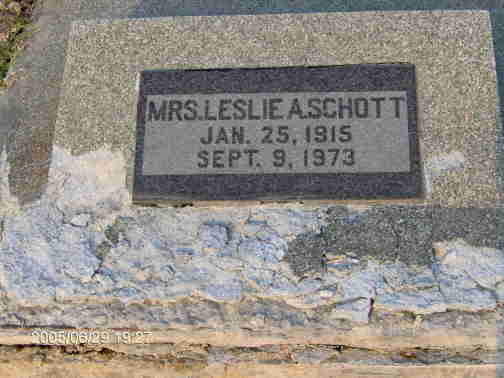 MRS. LESLIE A. SCHOTT
JAN. 25, 1915
SEPT. 9, 1973
2005/06/29 19:27